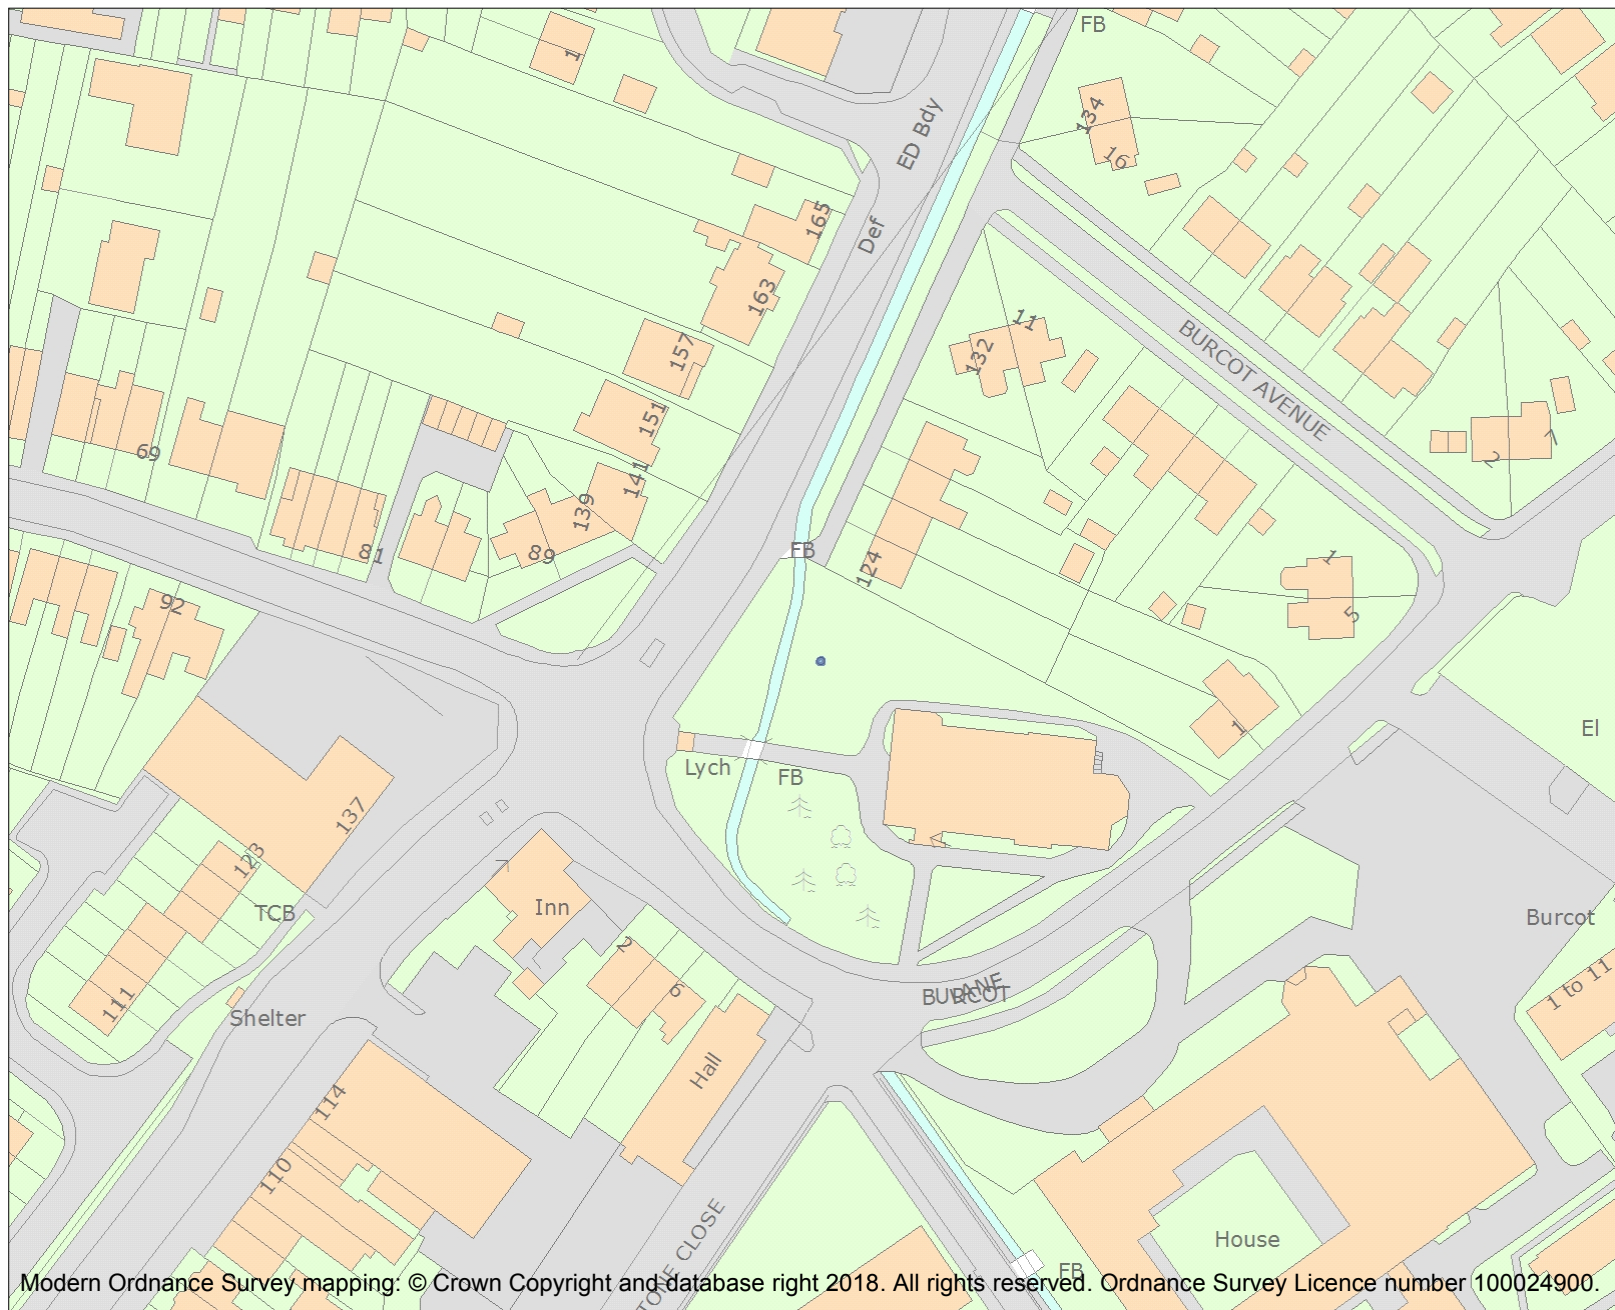 FB
1
ED Bdy
134
16
165
Def
163
11
132
157
BURCOT AVENUE
151
7
2
69
141
139
81
89
FB
124
1
5
92
1
El
Lych
FB
137
123
TCB
Inn
Burcot
2
6
111
Shelter
LANE
BURCOT
1 to 11
Hall
114
110
TONE CLOSE
House
FB
Modern Ordnance Survey mapping: © Crown Copyright and database right 2018. All rights reserved. Ordnance Survey Licence number 100024900.